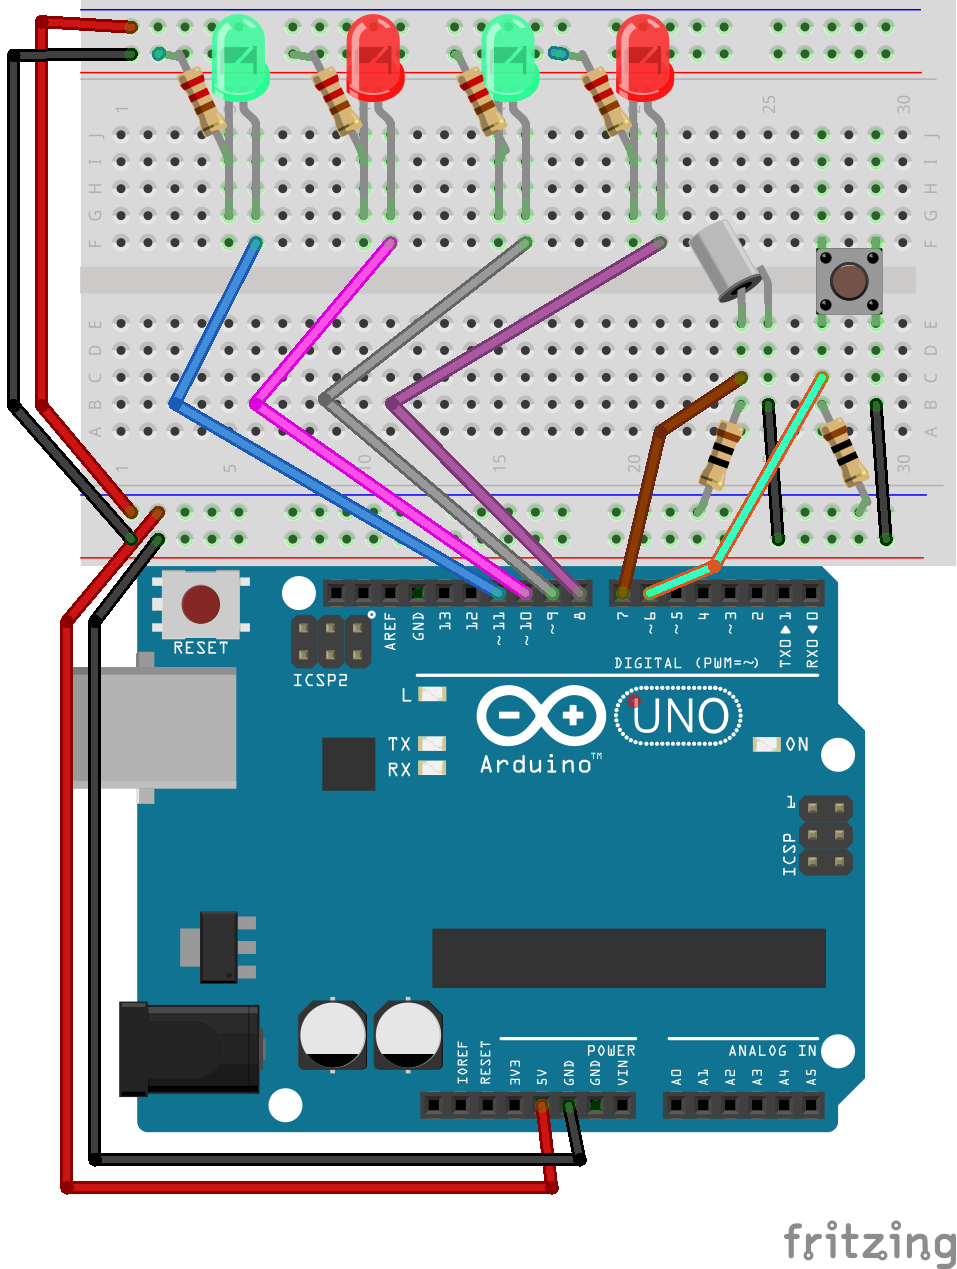 1 5 10 15 20 25 30
J J
I I
H H
G G
F F
E E
D D
C C
B B
A A
1 5 10 15 20 25 30
RESET
ICSP2
AREF
GND
13
12
~11
~10
~9
8
7
~6
~5
4
~3
2
TX0▶1
RX0◀0
DIGITAL (PWM=~)
L
TX
RX
Arduino™
UNO
ON
1
ICSP
POWER
ANALOG IN
IOREF
RESET
3V3
5V
GND
GND
VIN
A0
A1
A2
A3
A4
A5
fritzing